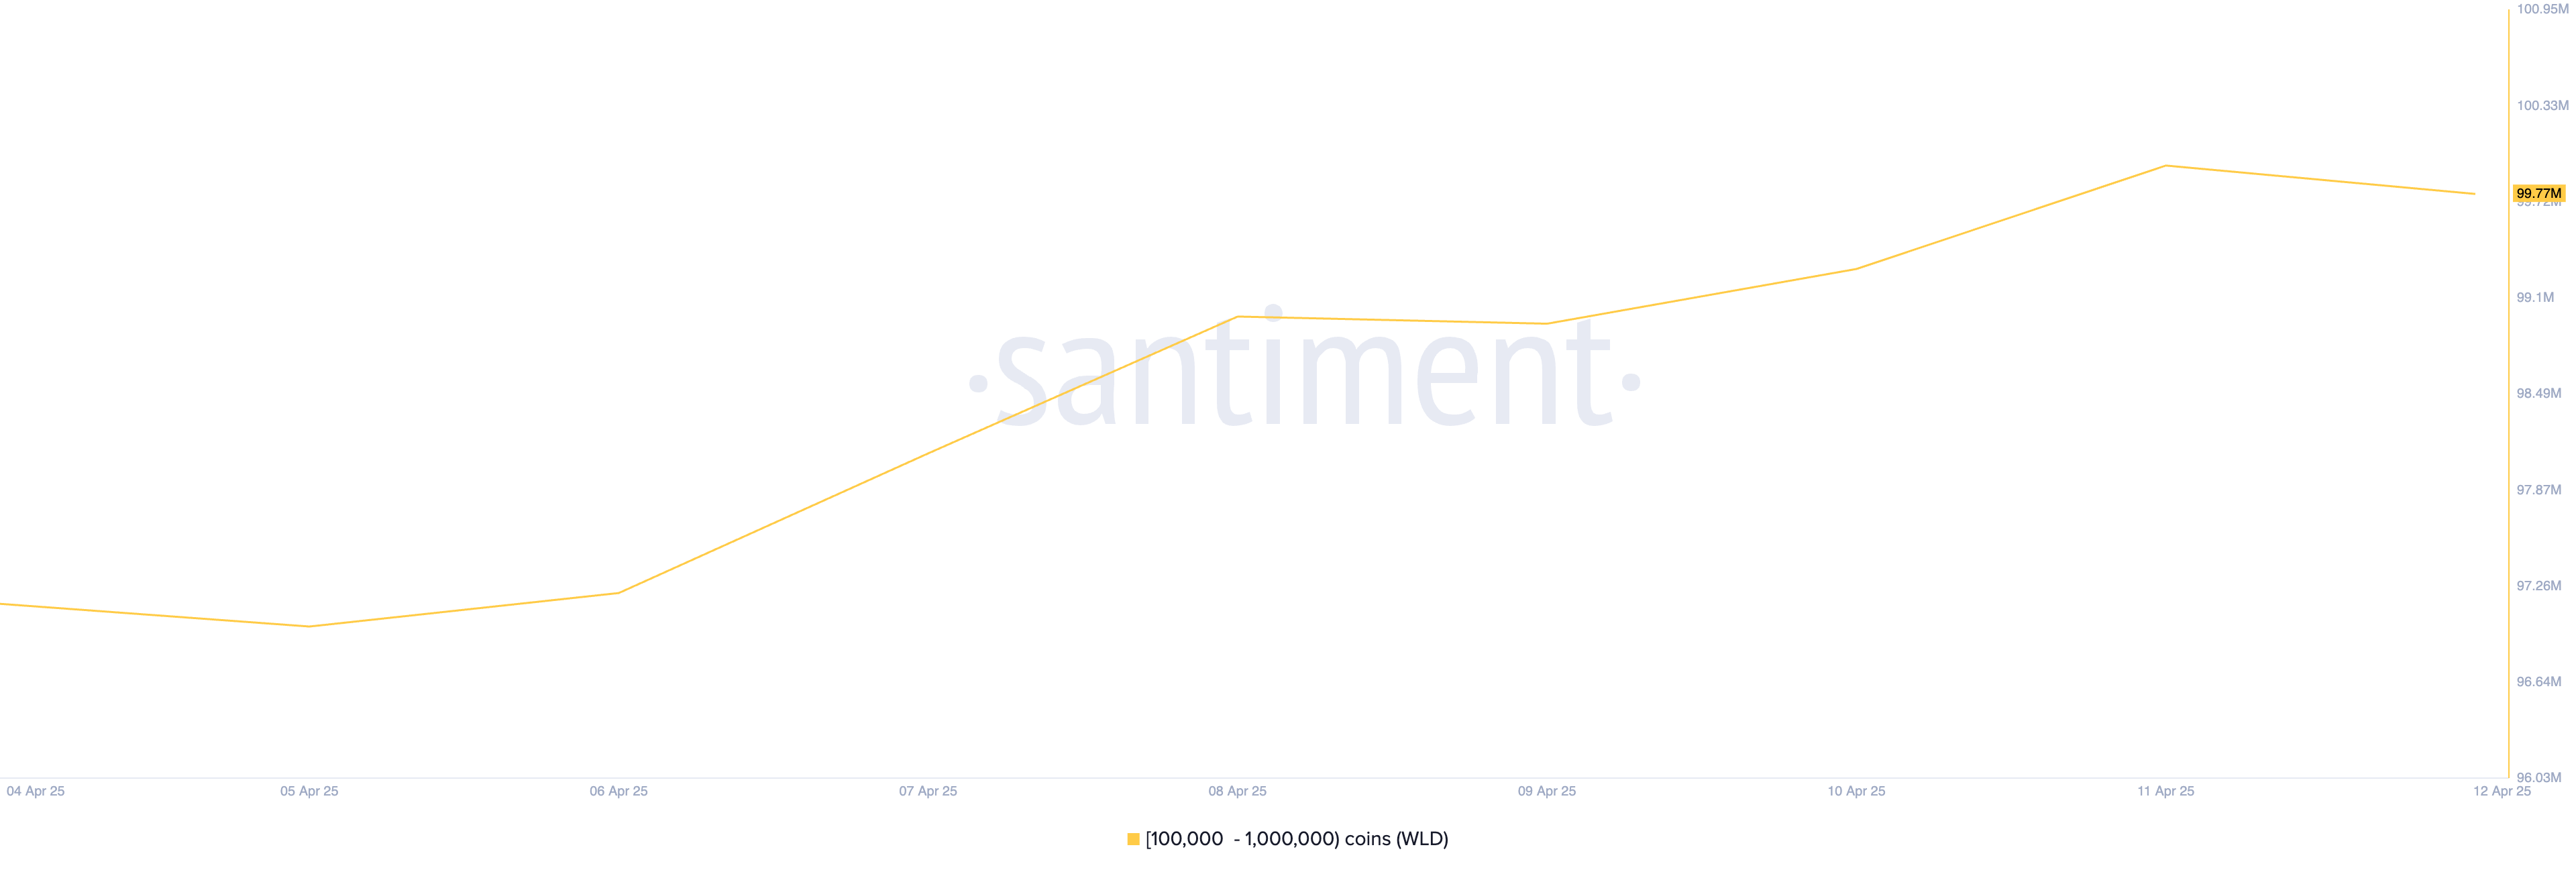 100.95M
100.33M
99.77M
99.72M
99.1M
98.49M
97.87M
97.26M
96.64M
96.03M
·santiment·
04 Apr 25 05 Apr 25 06 Apr 25 07 Apr 25 08 Apr 25 09 Apr 25 10 Apr 25 11 Apr 25 12 Apr 25
[100,000 - 1,000,000) coins (WLD)